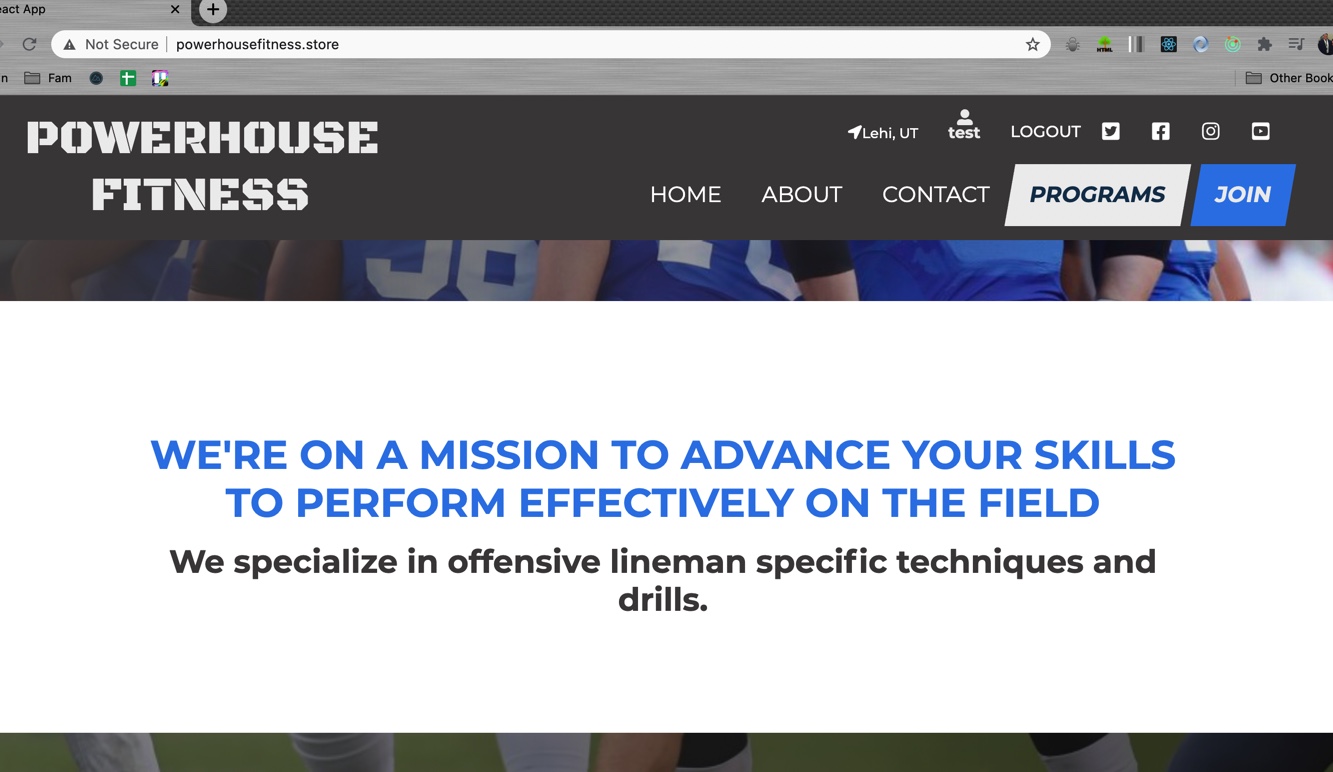 eact App
Not Secure powerhousefitness.store
HTML
n Fam Other Book
POWERHOUSE
FITNESS
Lehi, UT test LOGOUT
HOME ABOUT CONTACT PROGRAMS JOIN
WE'RE ON A MISSION TO ADVANCE YOUR SKILLS
TO PERFORM EFFECTIVELY ON THE FIELD
We specialize in offensive lineman specific techniques and
drills.